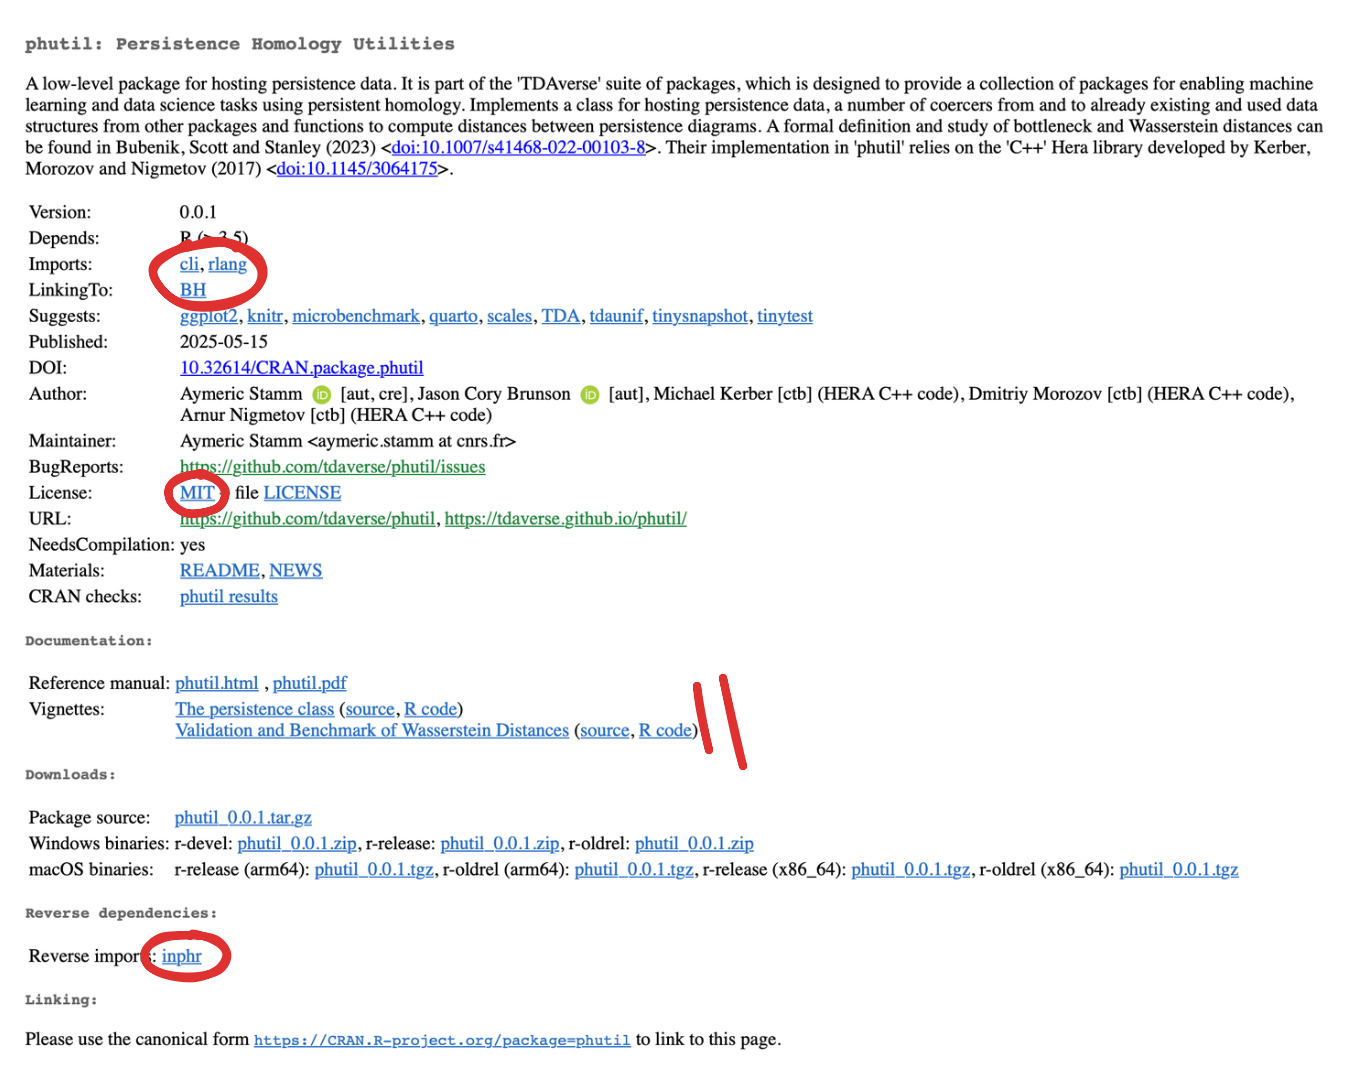 phutil: Persistence Homology Utilities
A low-level package for hosting persistence data. It is part of the 'TDAverse' suite of packages, which is designed to provide a collection of packages for enabling machine
learning and data science tasks using persistent homology. Implements a class for hosting persistence data, a number of coercers from and to already existing and used data
structures from other packages and functions to compute distances between persistence diagrams. A formal definition and study of bottleneck and Wasserstein distances can
be found in Bubenik, Scott and Stanley (2023) <doi:10.1007/s41468-022-00103-8>. Their implementation in 'phutil' relies on the 'C++' Hera library developed by Kerber,
Morozov and Nigmetov (2017) <doi:10.1145/3064175>.
Version: 0.0.1
Depends: R (≥ 3.5)
Imports: cli, rlang
LinkingTo: BH
Suggests: ggplot2, knitr, microbenchmark, quarto, scales, TDA, tdaunif, tinysnapshot, tinytest
Published: 2025-05-15
DOI: 10.32614/CRAN.package.phutil
Author: Aymeric Stamm iD [aut, cre], Jason Cory Brunson iD [aut], Michael Kerber [ctb] (HERA C++ code), Dmitriy Morozov [ctb] (HERA C++ code),
Arnur Nigmetov [ctb] (HERA C++ code)
Maintainer: Aymeric Stamm <aymeric.stamm at cnrs.fr>
BugReports: https://github.com/tdaverse/phutil/issues
License: MIT file LICENSE
URL: https://github.com/tdaverse/phutil, https://tdaverse.github.io/phutil/
NeedsCompilation: yes
Materials: README, NEWS
CRAN checks: phutil results
Documentation:
Reference manual: phutil.html , phutil.pdf
Vignettes: The persistence class (source, R code)
Validation and Benchmark of Wasserstein Distances (source, R code)
Downloads:
Package source: phutil_0.0.1.tar.gz
Windows binaries: r-devel: phutil_0.0.1.zip, r-release: phutil_0.0.1.zip, r-oldrel: phutil_0.0.1.zip
macOS binaries: r-release (arm64): phutil_0.0.1.tgz, r-oldrel (arm64): phutil_0.0.1.tgz, r-release (x86_64): phutil_0.0.1.tgz, r-oldrel (x86_64): phutil_0.0.1.tgz
Reverse dependencies:
Reverse imports: inphr
Linking:
Please use the canonical form https://CRAN.R-project.org/package=phutil to link to this page.